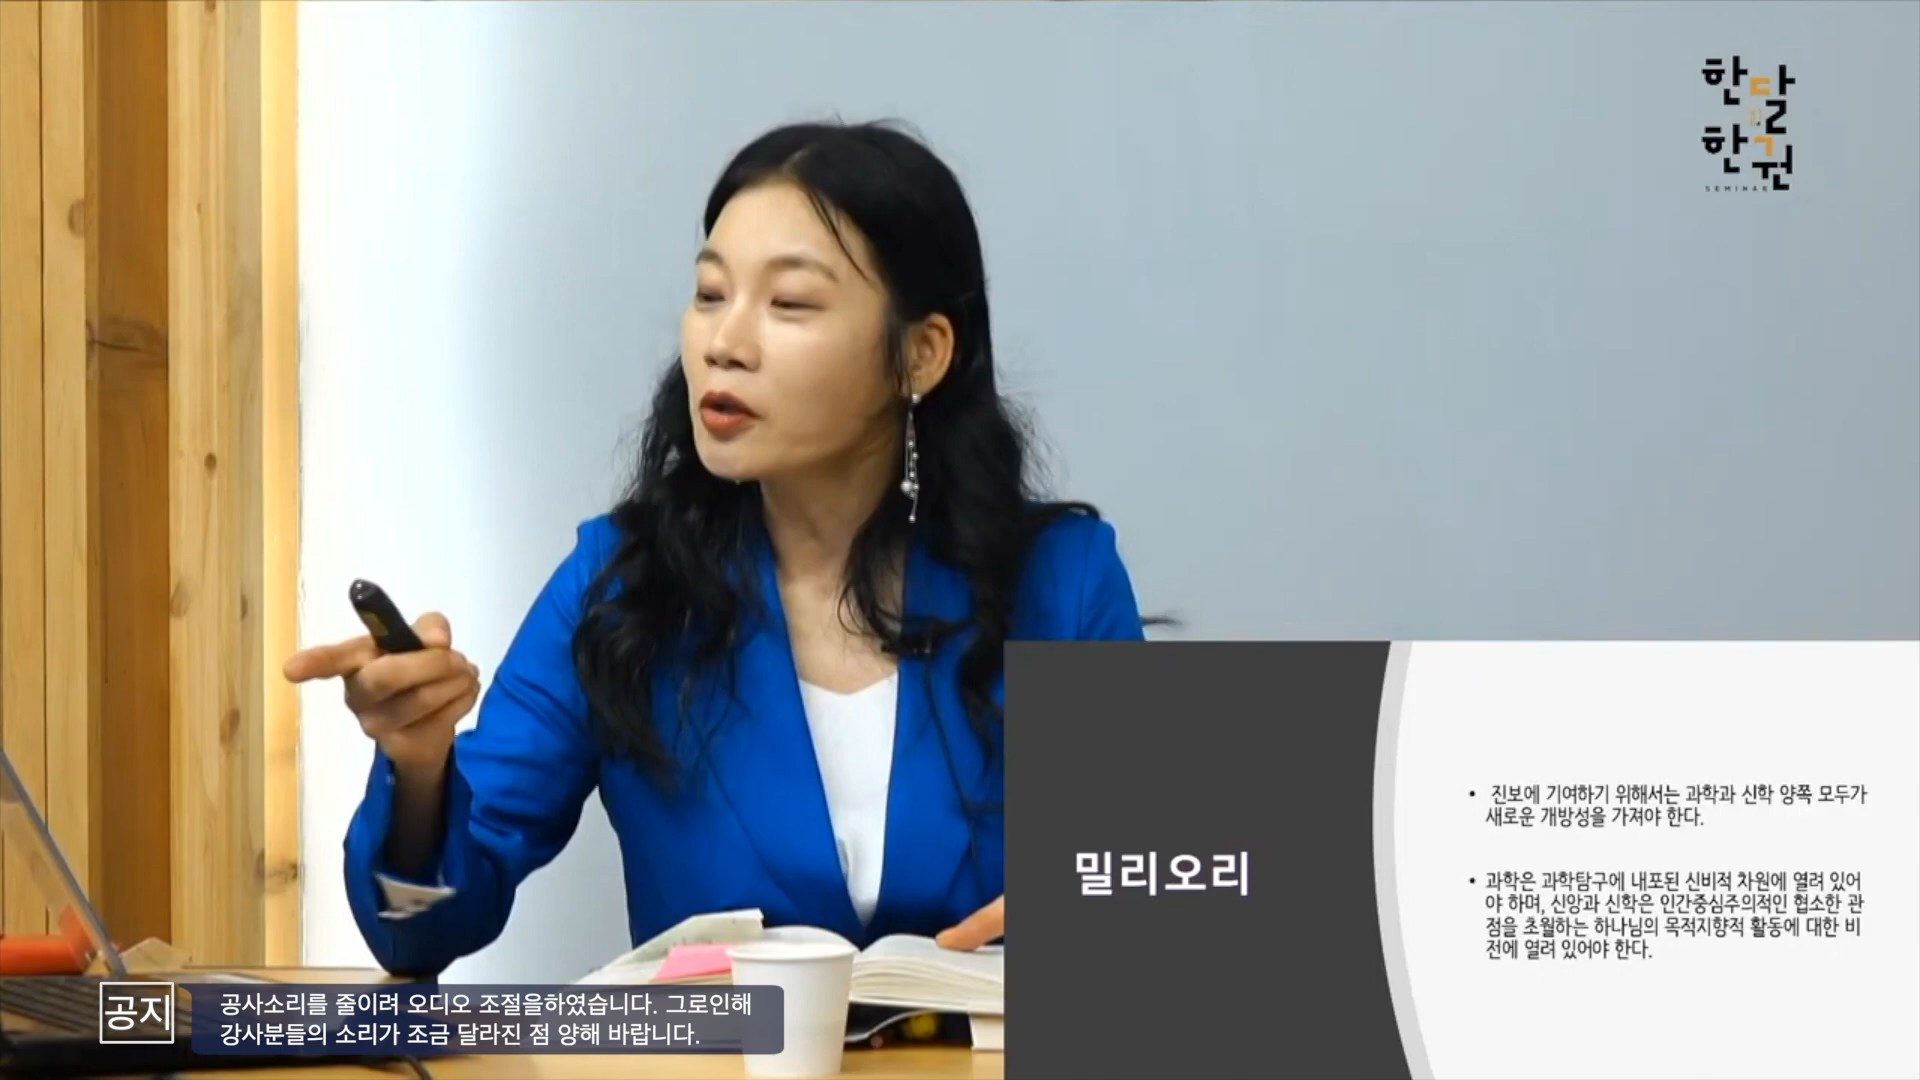 한달
한권
SEMINAR
밀리오리
• 진보에 기여하기 위해서는 과학과 신학 양쪽 모두가
새로운 개방성을 가져야 한다.
• 과학은 과학탐구에 내포된 신비적 차원에 열려 있어
야 하며, 신앙과 신학은 인간중심주의적인 협소한 관
점을 초월하는 하나님의 목적지향적 활동에 대한 비
전에 열려 있어야 한다.
공지
공사소리를 줄이려 오디오 조절을하였습니다. 그로인해
강사분들의 소리가 조금 달라진 점 양해 바랍니다.